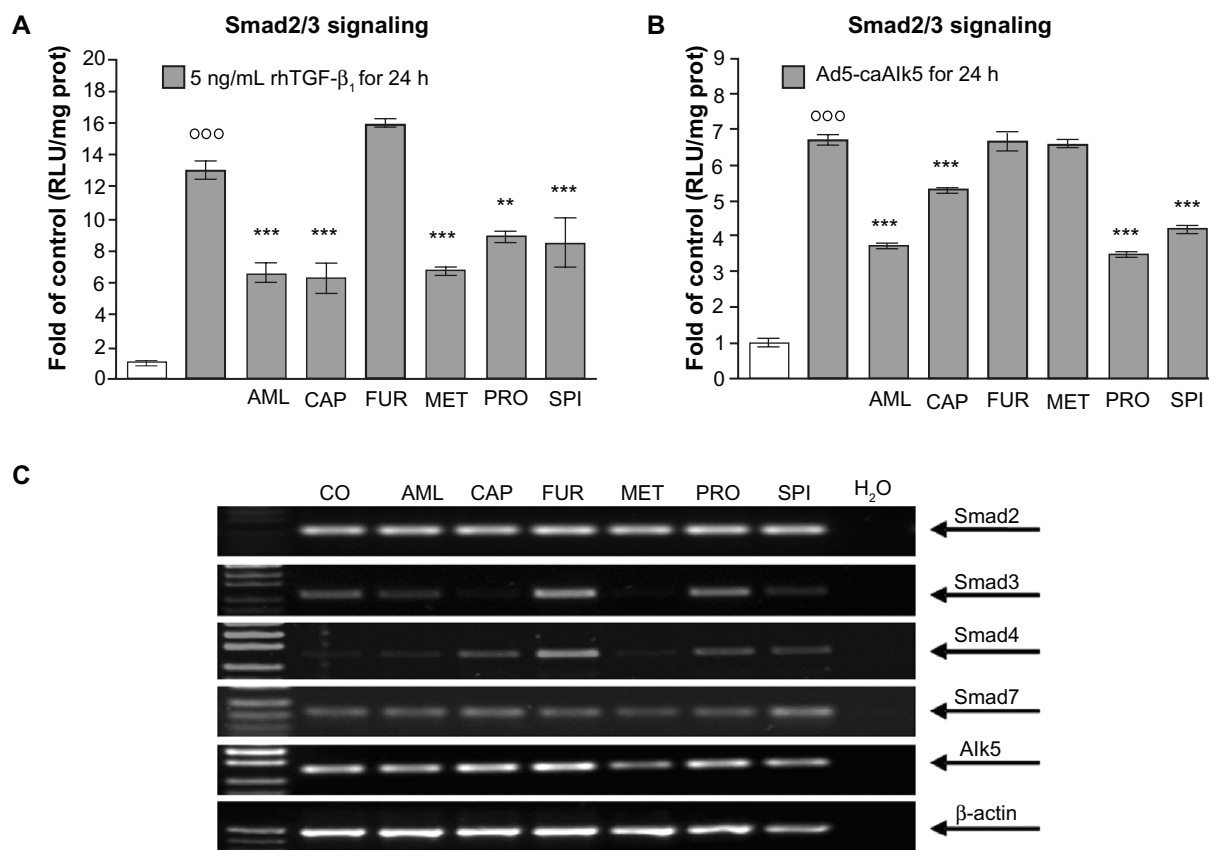 A
Smad2/3 signaling
Fold of control (RLU/mg prot)
20
18
16
14
12
10
8
6
4
2
0
5 ng/mL rhTGF-β₁ for 24 h
ooo
***
***
***
**
***
AML CAP FUR MET PRO SPI
B
Smad2/3 signaling
Fold of control (RLU/mg prot)
9
8
7
6
5
4
3
2
1
0
Ad5-caAlk5 for 24 h
ooo
***
***
***
***
AML CAP FUR MET PRO SPI
C
CO AML CAP FUR MET PRO SPI H₂O
Smad2
Smad3
Smad4
Smad7
Alk5
β-actin